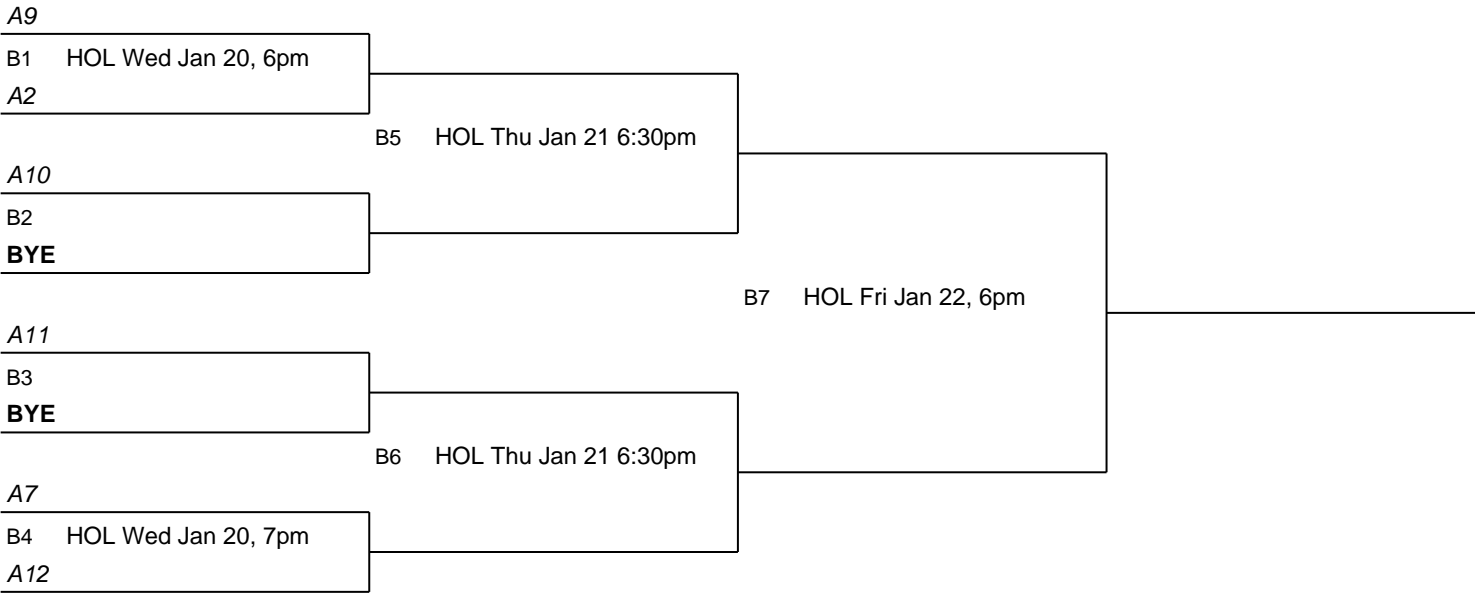 A9
B1 HOL Wed Jan 20, 6pm
A2
B5 HOL Thu Jan 21 6:30pm
A10
B2
BYE
B7 HOL Fri Jan 22, 6pm
A11
B3
BYE
B6 HOL Thu Jan 21 6:30pm
A7
B4 HOL Wed Jan 20, 7pm
A12